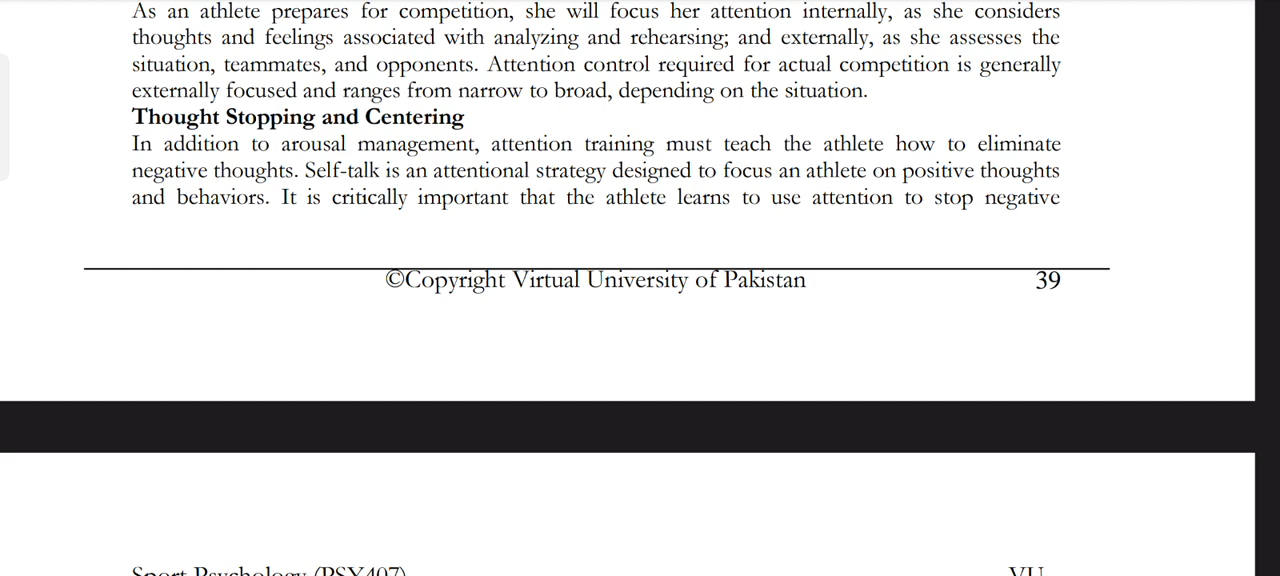 As an athlete prepares for competition, she will focus her attention internally, as she considers
thoughts and feelings associated with analyzing and rehearsing; and externally, as she assesses the
situation, teammates, and opponents. Attention control required for actual competition is generally
externally focused and ranges from narrow to broad, depending on the situation.
Thought Stopping and Centering
In addition to arousal management, attention training must teach the athlete how to eliminate
negative thoughts. Self-talk is an attentional strategy designed to focus an athlete on positive thoughts
and behaviors. It is critically important that the athlete learns to use attention to stop negative
©Copyright Virtual University of Pakistan 39
Sport Psychology (PSY407) VU